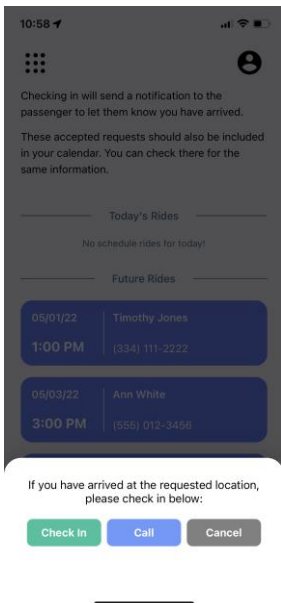 10:58
Checking in will send a notification to the
passenger to let them know you have arrived.
These accepted requests should also be included
in your calendar. You can check there for the
same information.
Today's Rides
No schedule rides for today!
Future Rides
05/01/22 Timothy Jones
1:00 PM (334) 111-2222
05/03/22 Ann White
3:00 PM (555) 012-3456
If you have arrived at the requested location,
please check in below:
Check In Call Cancel